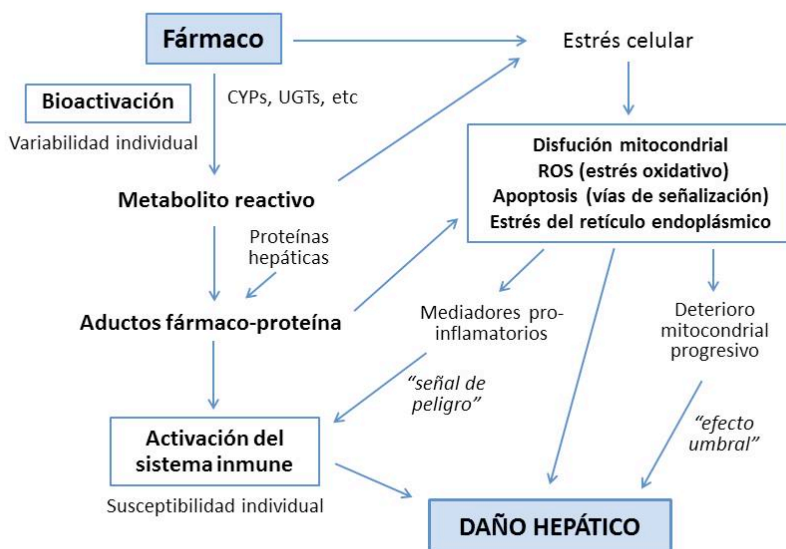 Fármaco
Estrés celular
Bioactivación
CYPs, UGTs, etc
Variabilidad individual
Disfución mitocondrial
ROS (estrés oxidativo)
Apoptosis (vías de señalización)
Estrés del retículo endoplásmico
Metabolito reactivo
Proteínas
hepáticas
Aductos fármaco-proteína
Mediadores pro-
inflamatorios
Deterioro
mitocondrial
progresivo
"señal de
peligro"
"efecto
umbral"
Activación del
sistema inmune
Susceptibilidad individual
DAÑO HEPÁTICO